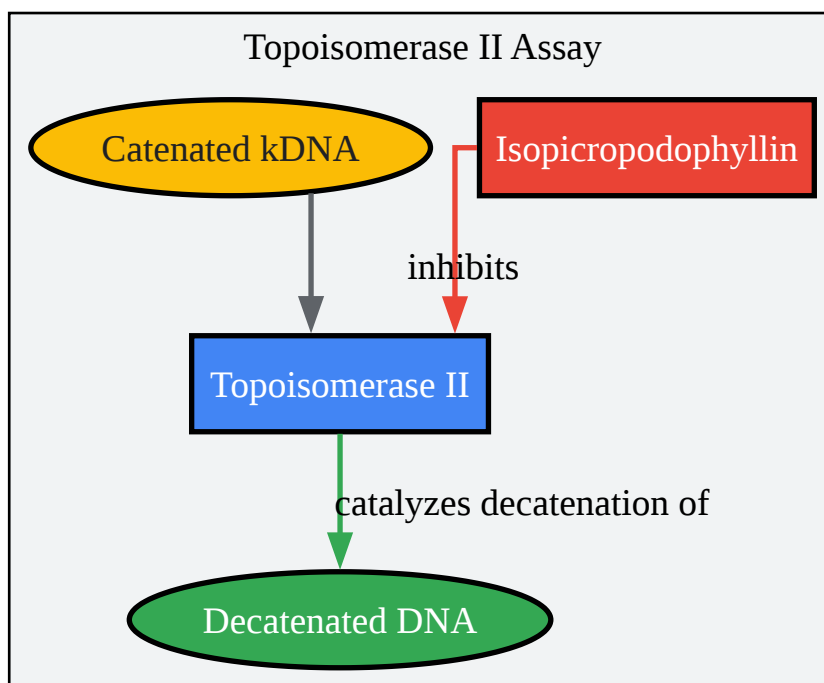 Topoisomerase II Assay
Catenated kDNA
Isopicropodophyllin
inhibits
Topoisomerase II
catalyzes decatenation of
Decatenated DNA